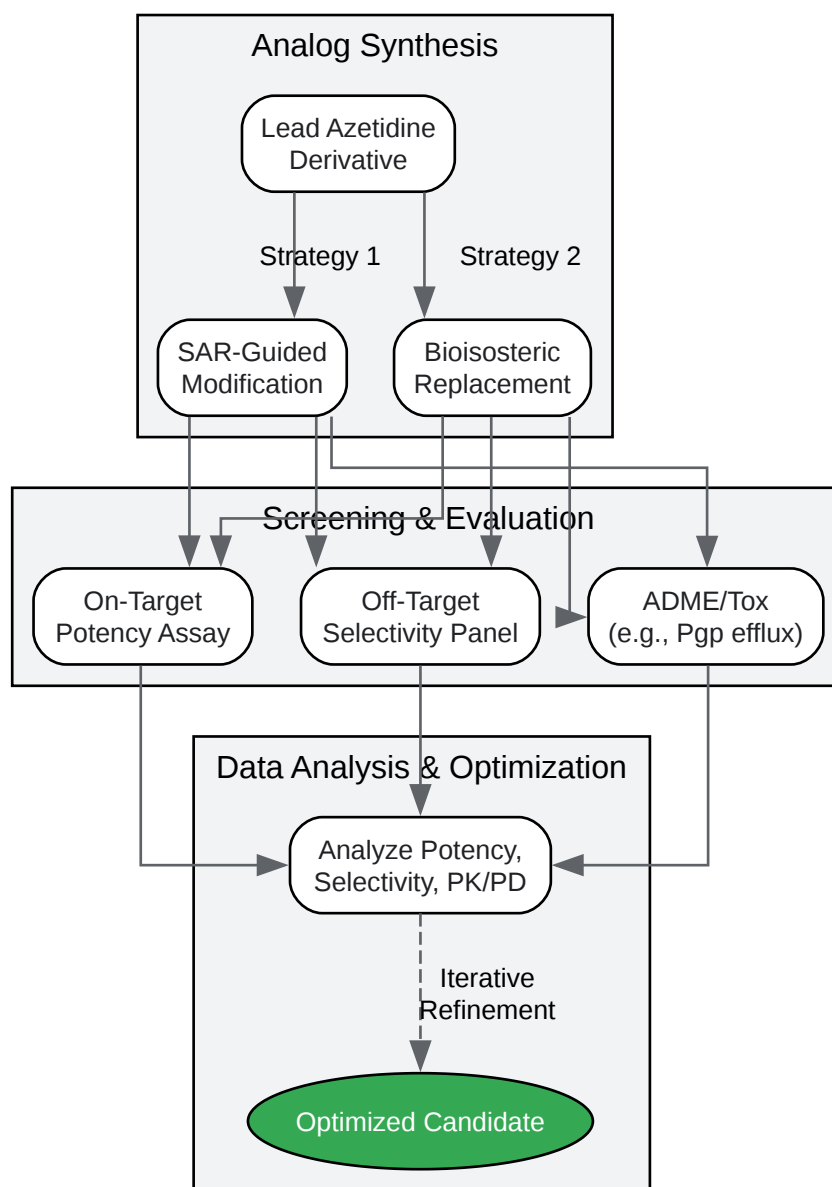 Analog Synthesis
Lead Azetidine
Derivative
Strategy 1
Strategy 2
SAR-Guided
Modification
Bioisosteric
Replacement
Screening & Evaluation
On-Target
Potency Assay
Off-Target
Selectivity Panel
ADME/Tox
(e.g., Pgp efflux)
Data Analysis & Optimization
Analyze Potency,
Selectivity, PK/PD
Iterative
Refinement
Optimized Candidate